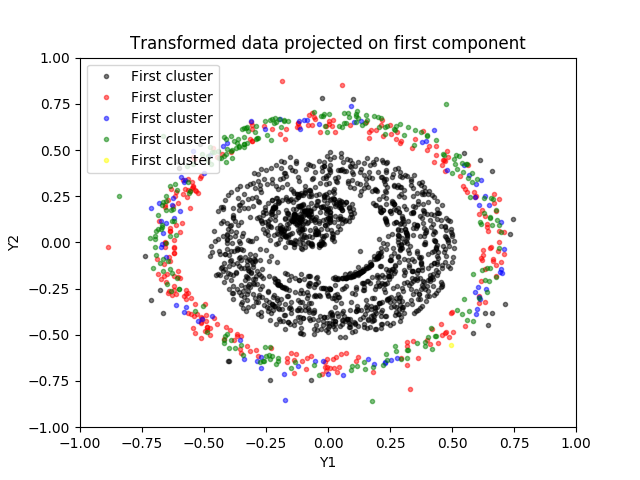 Transformed data projected on first component
First cluster
First cluster
First cluster
First cluster
First cluster
Y2
1.00
0.75
0.50
0.25
0.00
−0.25
−0.50
−0.75
−1.00
−1.00 −0.75 −0.50 −0.25 0.00 0.25 0.50 0.75 1.00
Y1